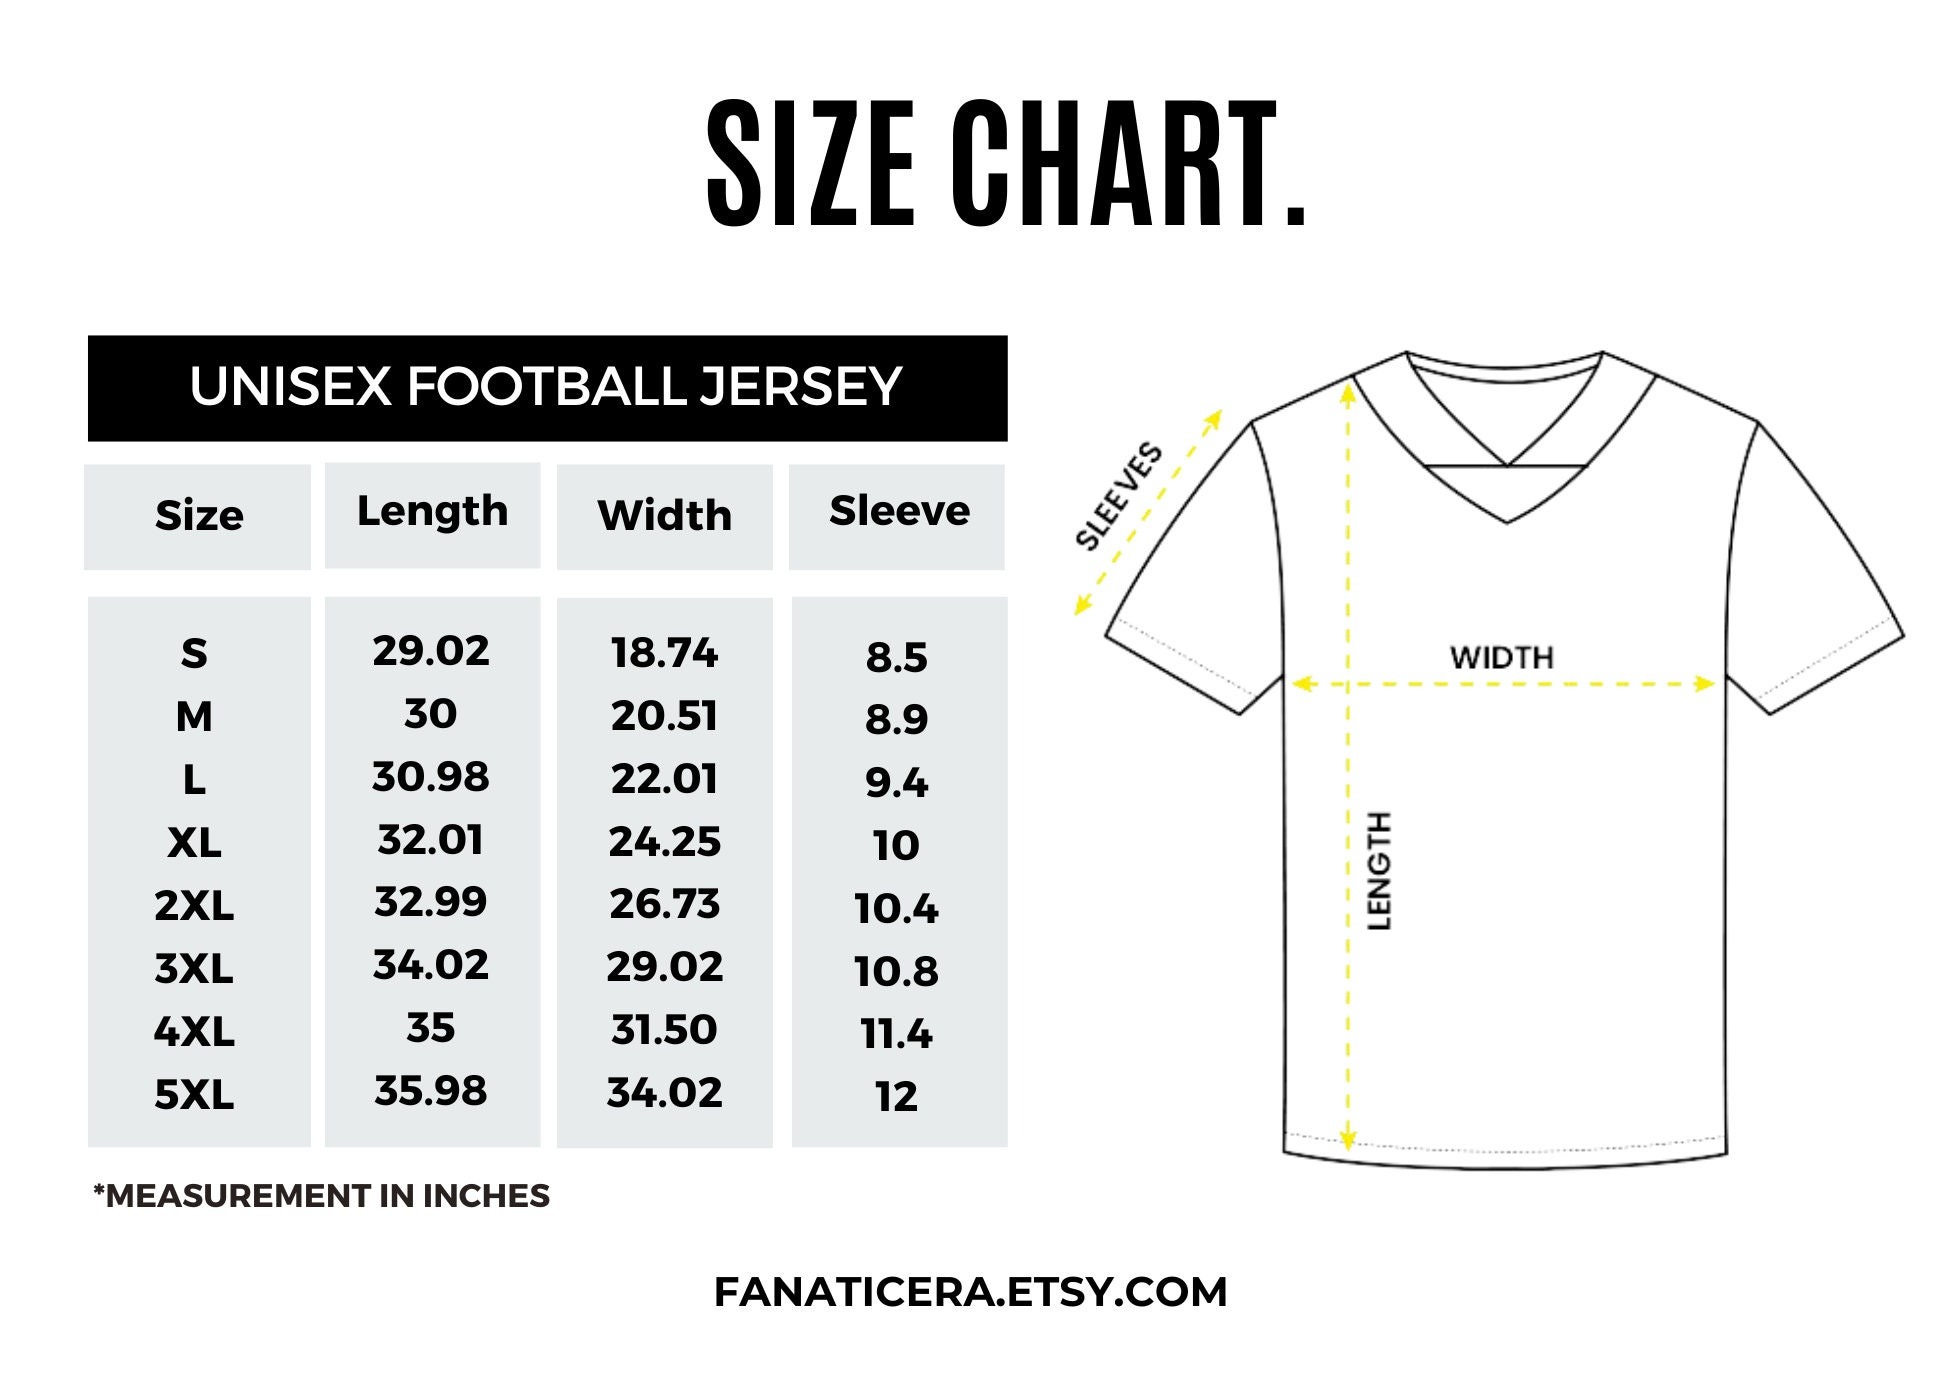 SIZE CHART.
UNISEX FOOTBALL JERSEY
Size Length Width Sleeve
S 29.02 18.74 8.5
M 30 20.51 8.9
L 30.98 22.01 9.4
XL 32.01 24.25 10
2XL 32.99 26.73 10.4
3XL 34.02 29.02 10.8
4XL 35 31.50 11.4
5XL 35.98 34.02 12
*MEASUREMENT IN INCHES
SLEEVES
WIDTH
LENGTH
FANATICERA.ETSY.COM